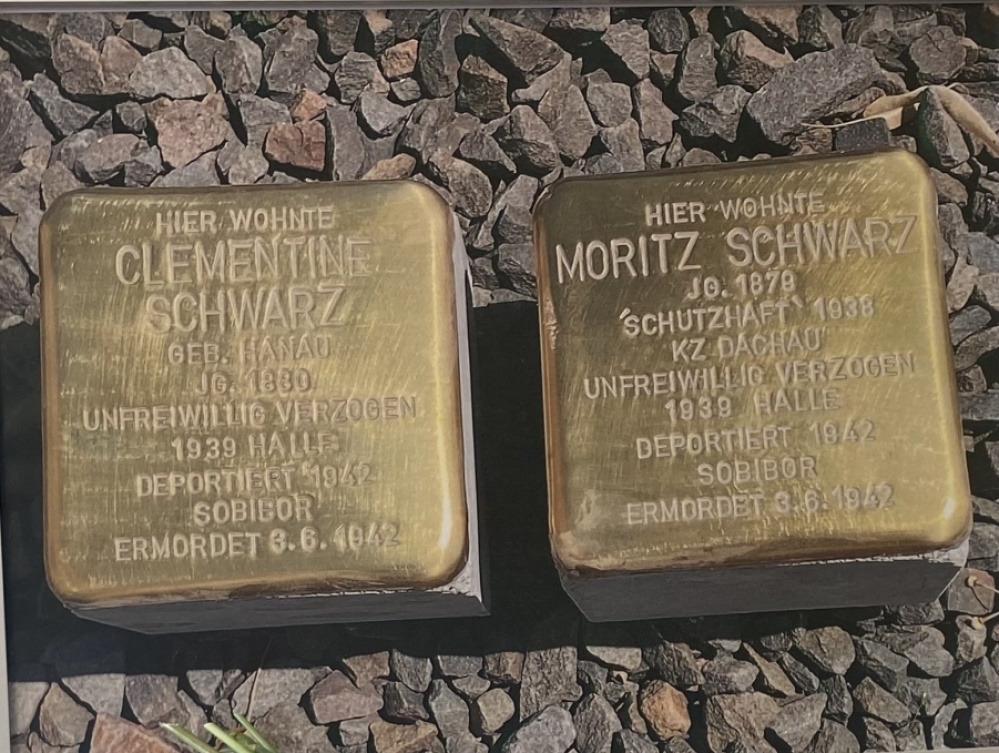 HIER WOHNTE
CLEMENTINE
SCHWARZ
GEB. HANAU
JG. 1880
UNFREIWILLIG VERZOGEN
1939 HALLE
DEPORTIERT 1942
SOBIBOR
ERMORDET 3.6.1942
HIER WOHNTE
MORITZ SCHWARZ
JG. 1879
"SCHUTZHAFT" 1938
KZ DACHAU
UNFREIWILLIG VERZOGEN
1939 HALLE
DEPORTIERT 1942
SOBIBOR
ERMORDET 3.6.1942